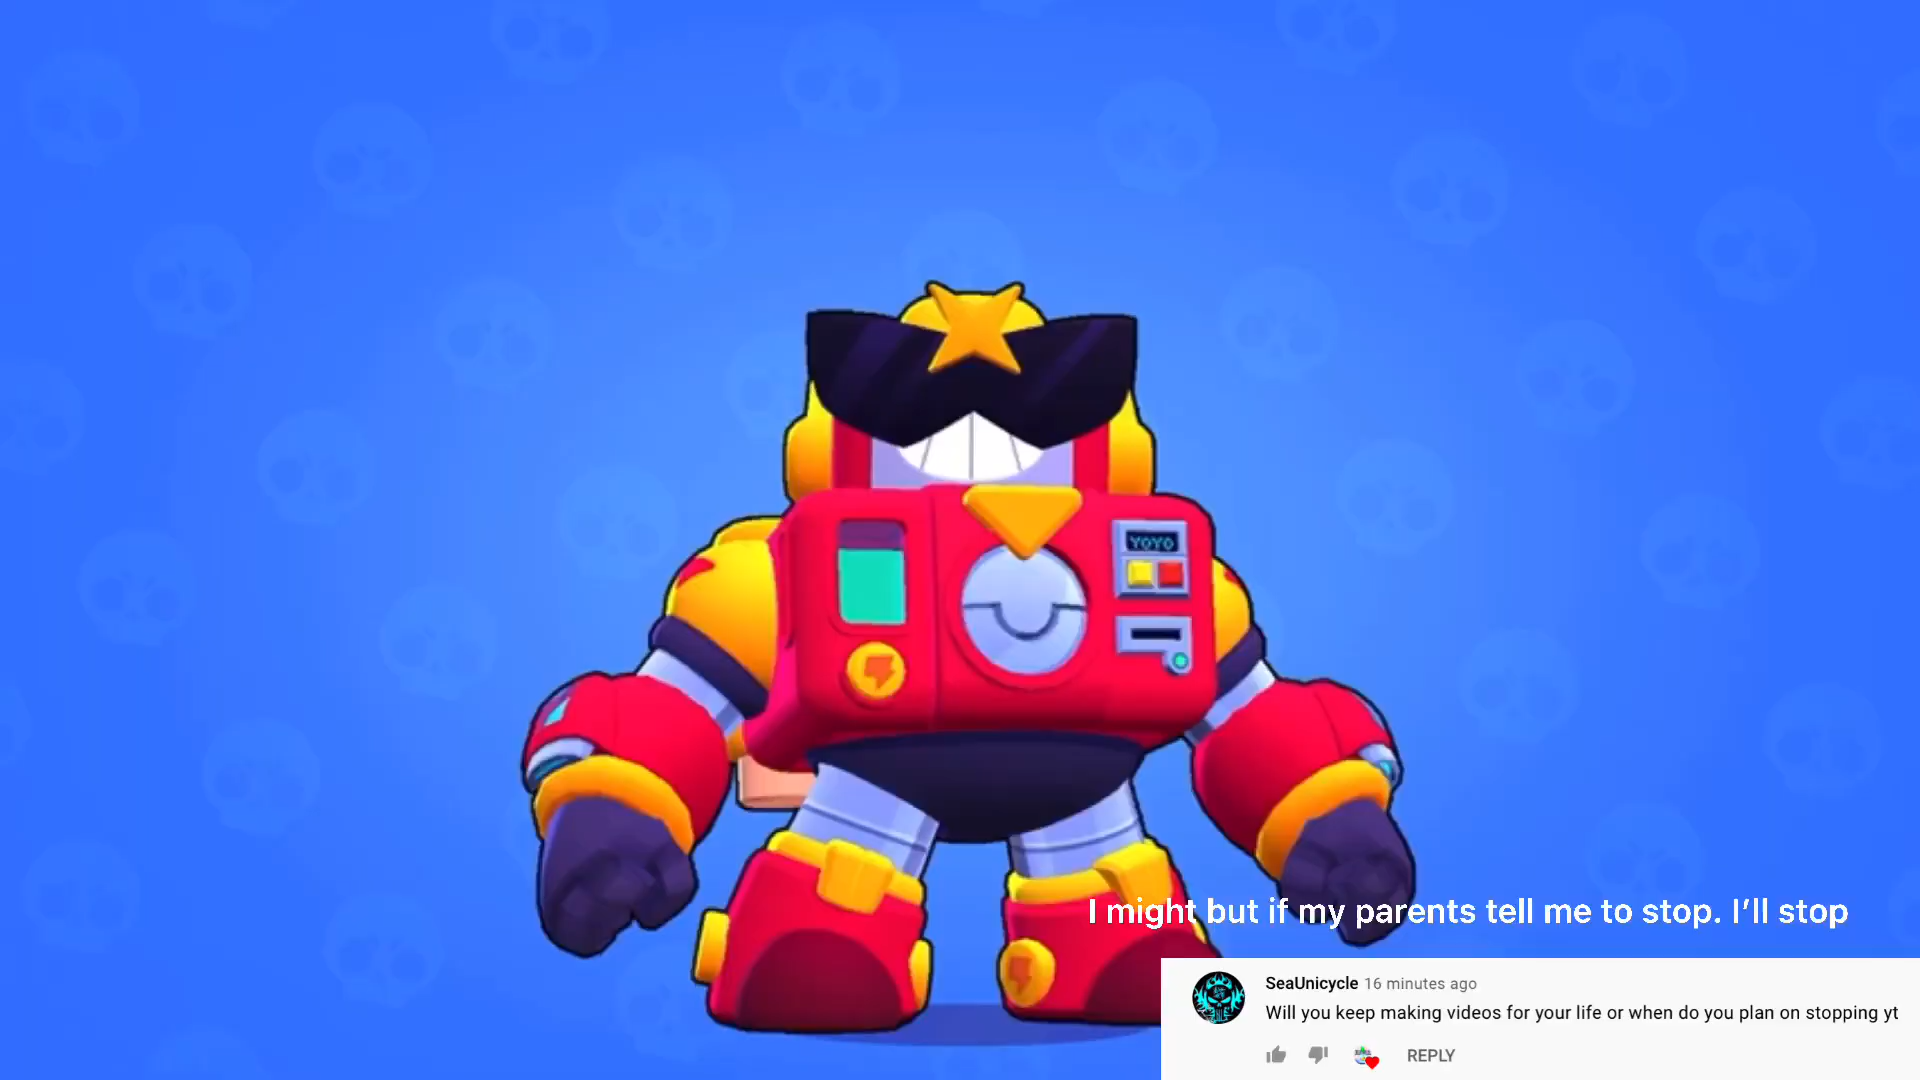 YOYO
I might but if my parents tell me to stop. I’ll stop
SeaUnicycle 16 minutes ago
Will you keep making videos for your life or when do you plan on stopping yt
REPLY